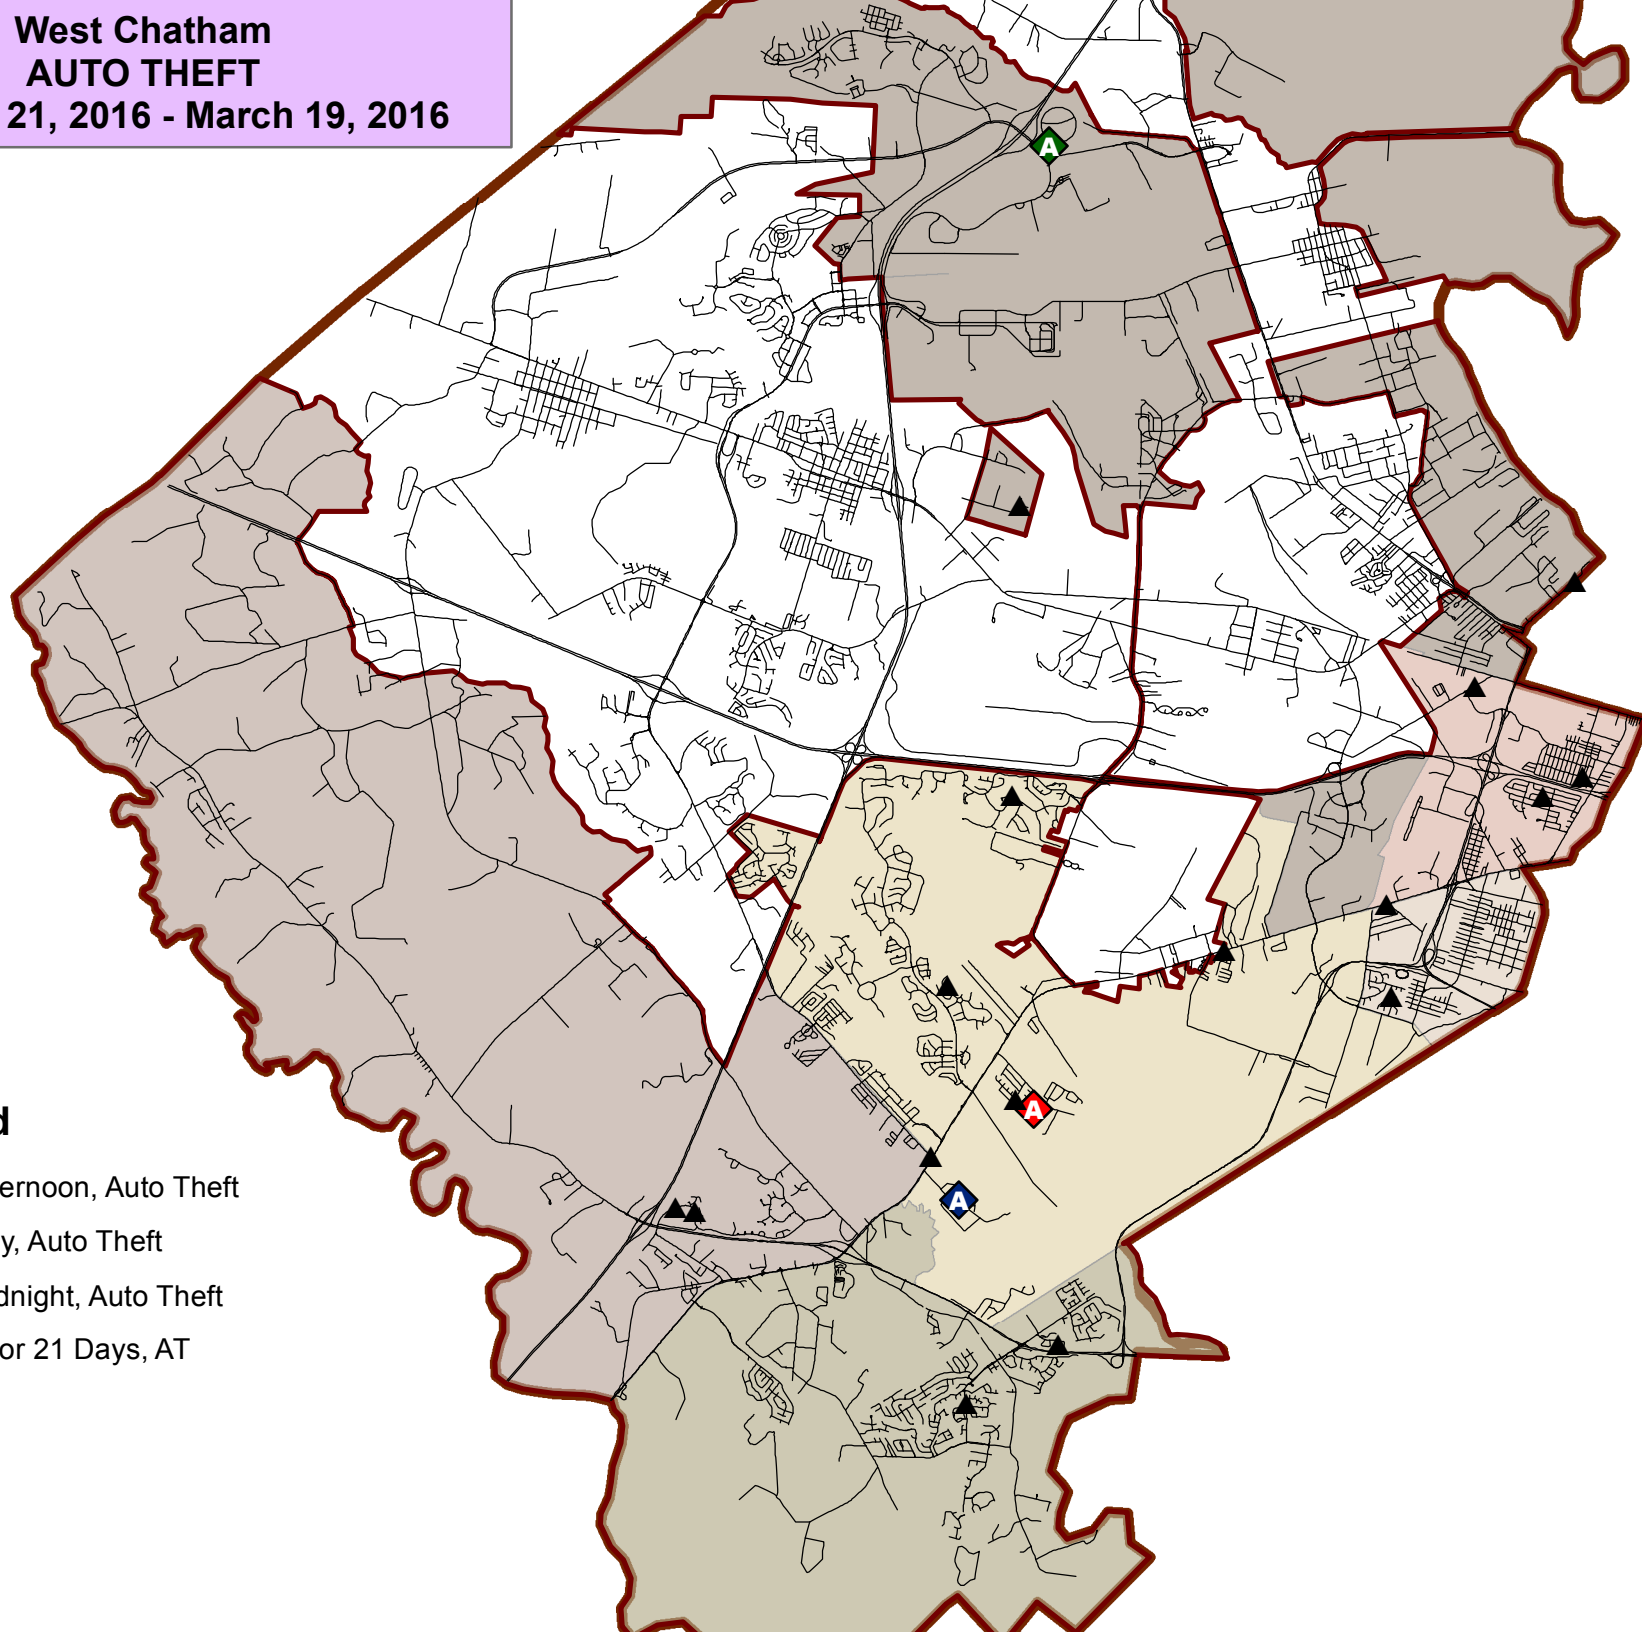 West Chatham
AUTO THEFT
21, 2016 - March 19, 2016
A
A
A
d
ernoon, Auto Theft
y, Auto Theft
dnight, Auto Theft
or 21 Days, AT